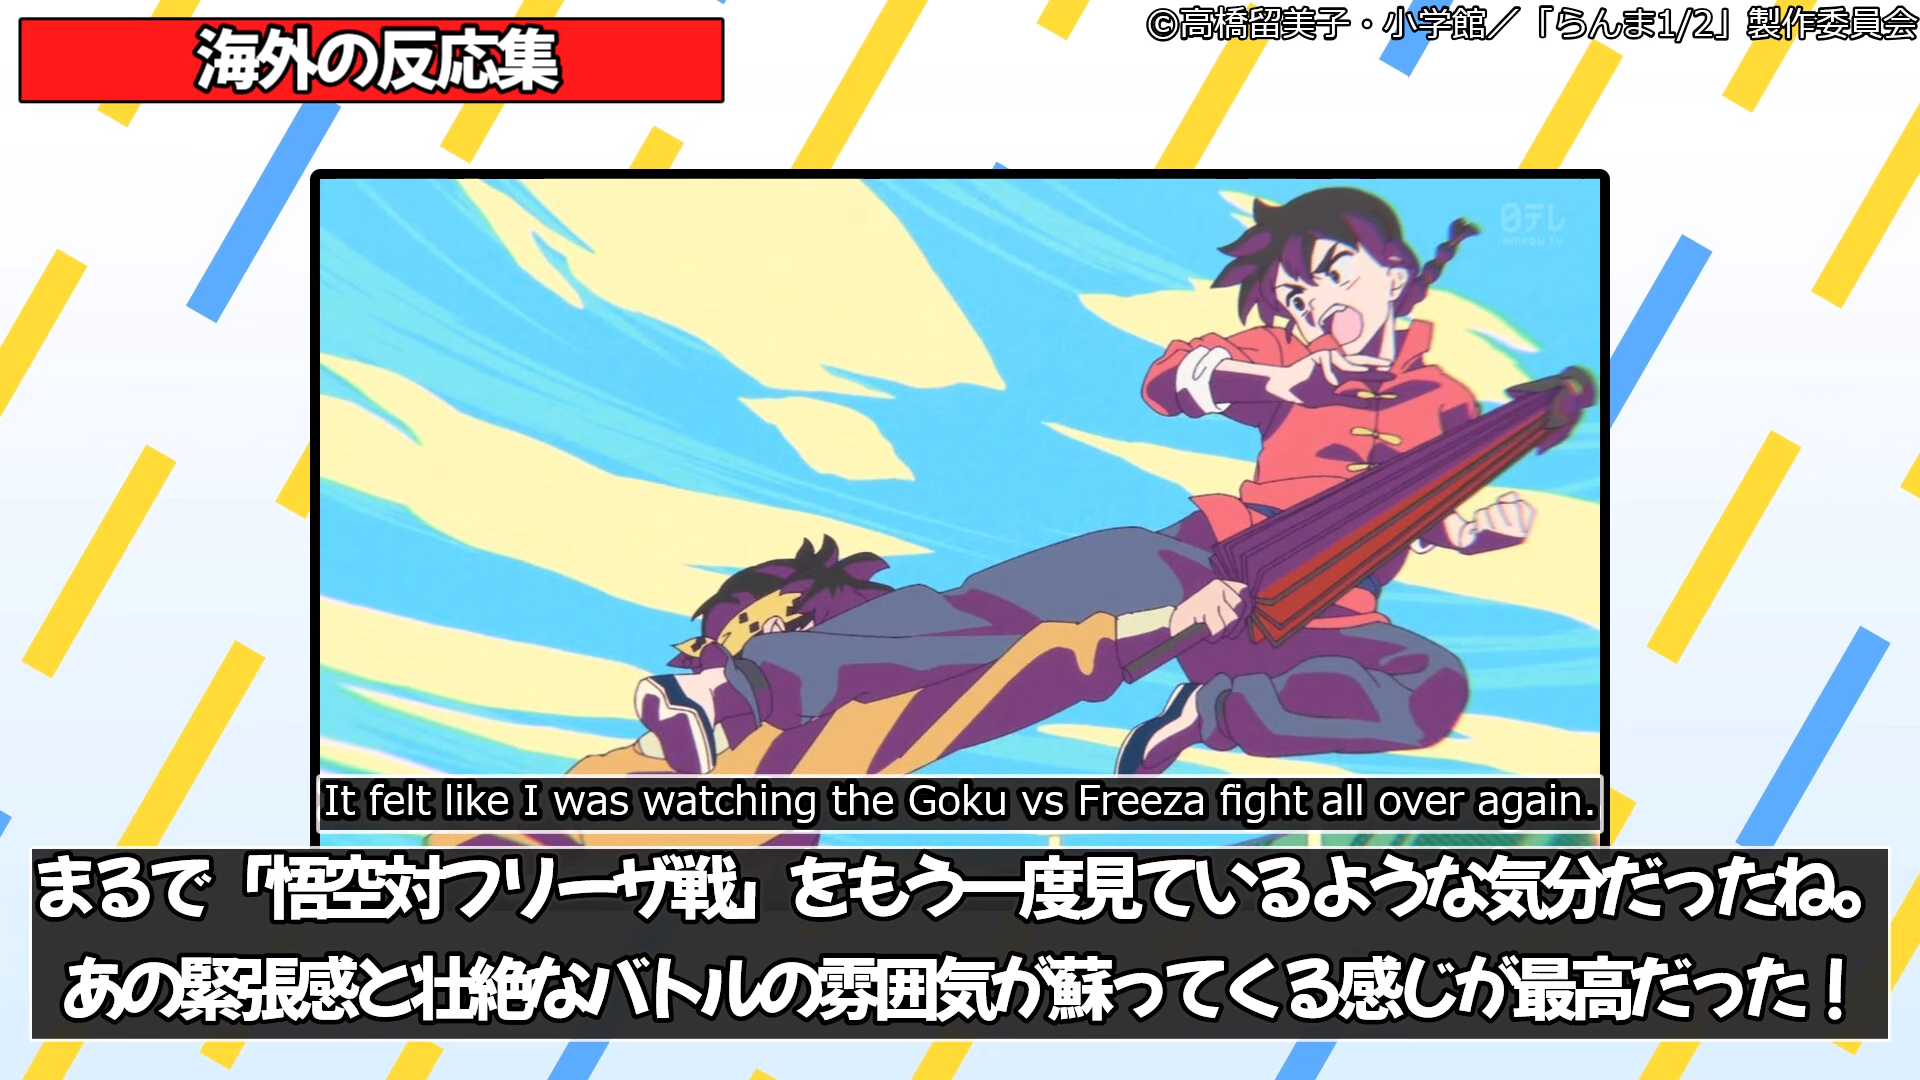 ©高橋留美子・小学館／「らんま1/2」製作委員会
海外の反応集
日テレ
NIPPON TV
It felt like I was watching the Goku vs Freeza fight all over again.
まるで「悟空対フリーザ戦」をもう一度見ているような気分だったね。
あの緊張感と壮絶なバトルの雰囲気が蘇ってくる感じが最高だった！